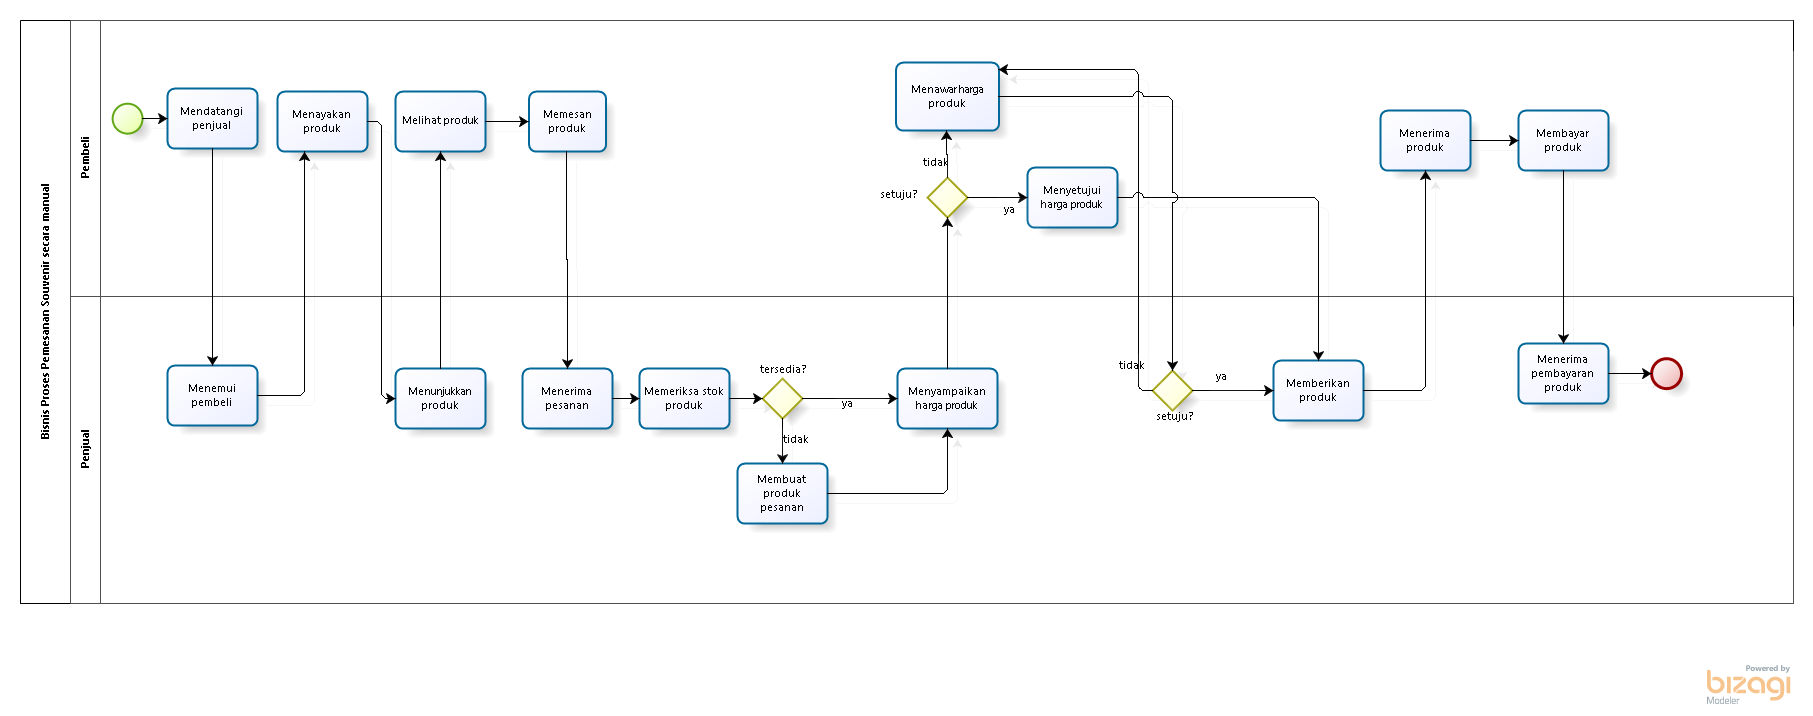 Bisnis Proses Pemesanan Souvenir secara manual
Pembeli
Mendatangi
penjual
Menayakan
produk
Melihat produk
Memesan
produk
Menawarharga
produk
tidak
setuju?
ya
Menyetujui
harga produk
Menerima
produk
Membayar
produk
Penjual
Menemui
pembeli
Menunjukkan
produk
Menerima
pesanan
Memeriksa stok
produk
tersedia?
ya
tidak
Membuat
produk
pesanan
Menyampaikan
harga produk
tidak
setuju?
ya
Memberikan
produk
Menerima
pembayaran
produk
Powered by
bizagi
Modeler